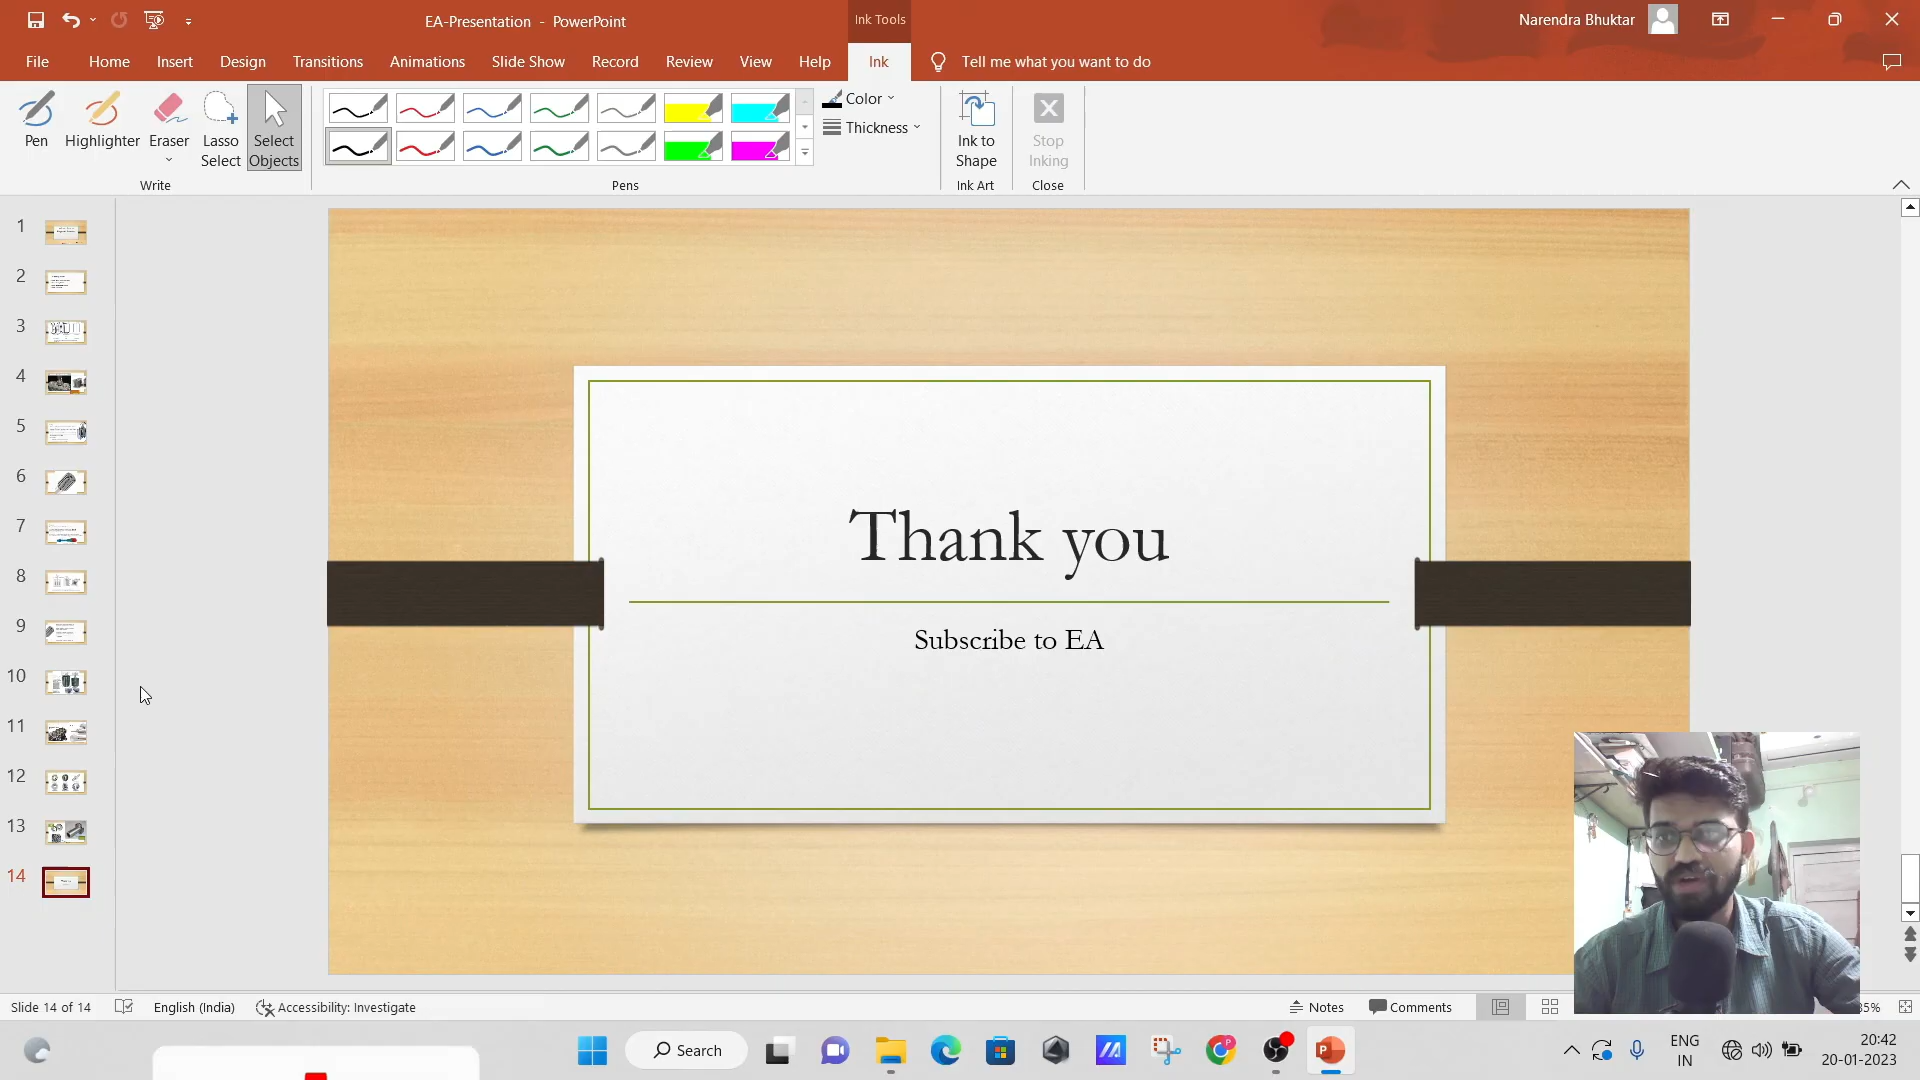 EA-Presentation - PowerPoint
Ink Tools
Narendra Bhuktar
File Home Insert Design Transitions Animations Slide Show Record Review View Help Ink Tell me what you want to do
Pen
Highlighter
Eraser
Lasso
Select
Select
Objects
Write
Pens
Color
Thickness
Ink to
Shape
Ink Art
Stop
Inking
Close
1
2
3
4
5
6
7
8
9
10
11
12
13
14
Thank you
Subscribe to EA
Slide 14 of 14
English (India)
Accessibility: Investigate
Notes
Comments
Search
ENG
IN
20:42
20-01-2023